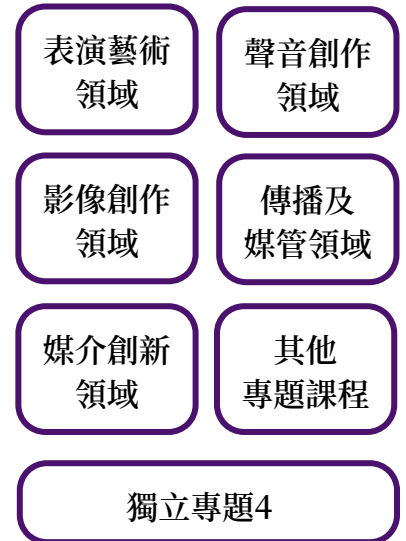 表演藝術
領域
聲音創作
領域
影像創作
領域
傳播及
媒管領域
媒介創新
領域
其他
專題課程
獨立專題4